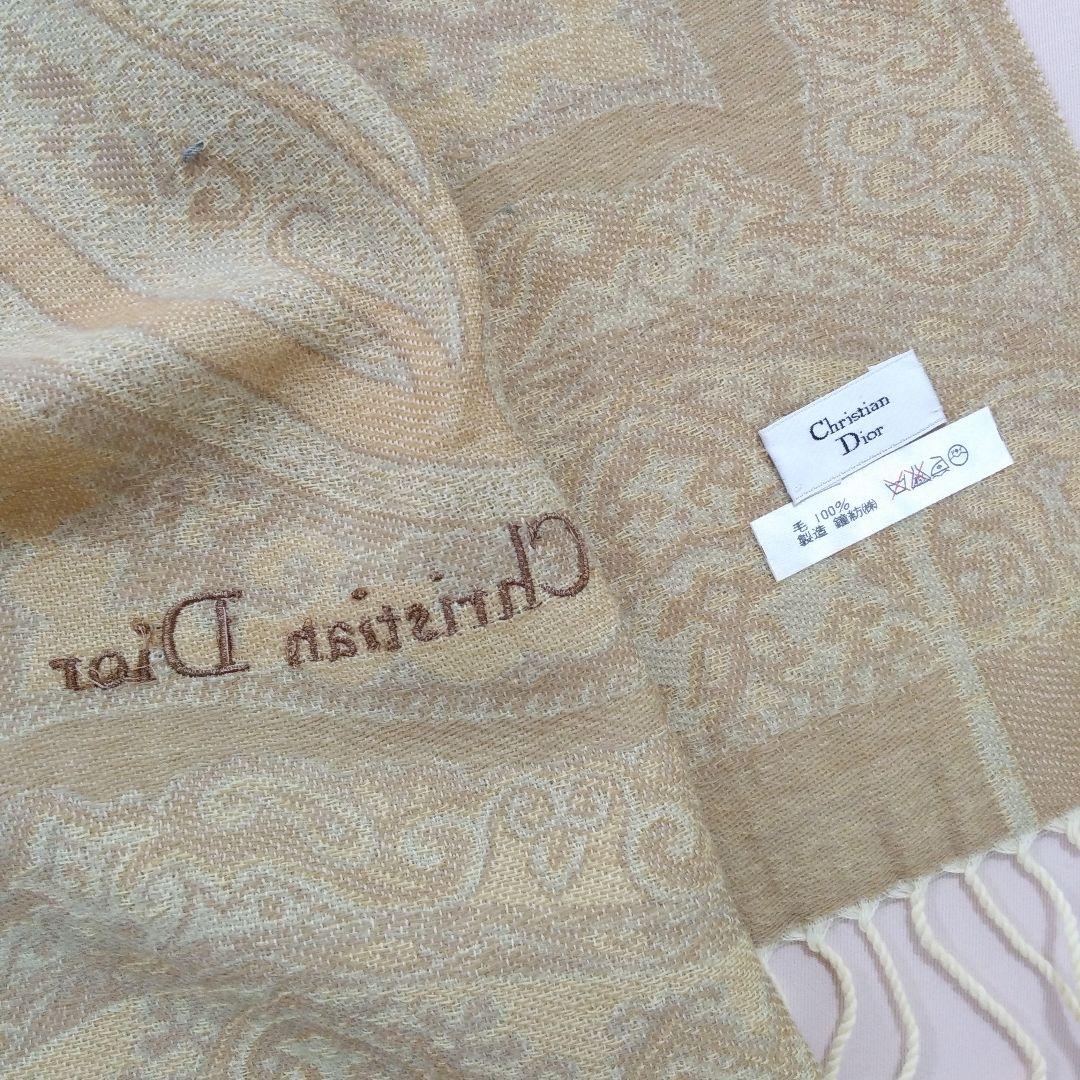 Christian
Dior
毛 100%
製造 鐘紡㈱
Christian Dior